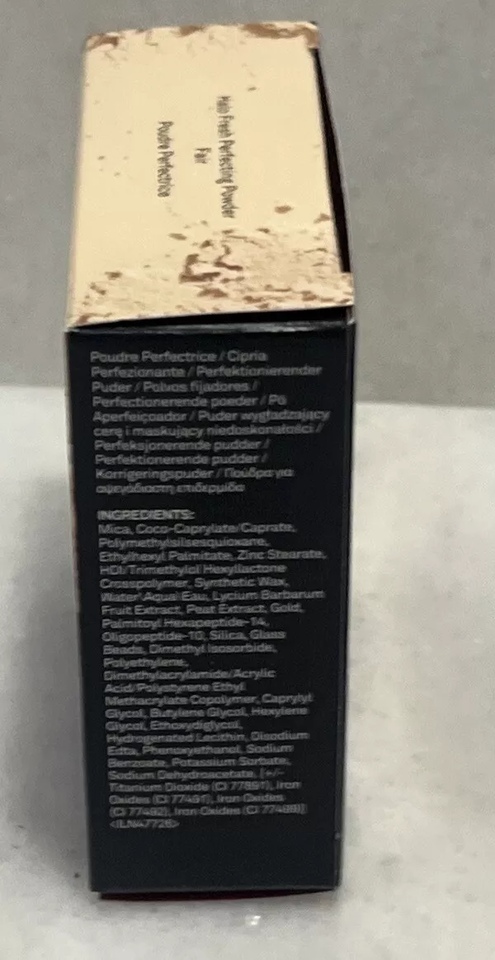 Halo Fresh Perfecting Powder
Fair
Poudre Perfectrice
Poudre Perfectrice / Cipria
Perfezionante / Perfektionierender
Puder / Polvos fijadores /
Perfectionerende poeder / Pó
Aperfeiçoador / Puder wygładzający
cerę i maskujący niedoskonałości /
Perfeksjonerende pudder /
Perfektionerende pudder /
Korrigeringspuder / Πούδρα για
αψεγάδιαστη επιδερμίδα
INGREDIENTS:
Mica, Coco-Caprylate/Caprate,
Polymethylsilsesquioxane,
Ethylhexyl Palmitate, Zinc Stearate,
HDI/Trimethylol Hexyllactone
Crosspolymer, Synthetic Wax,
Water\Aqua\Eau, Lycium Barbarum
Fruit Extract, Peat Extract, Gold,
Palmitoyl Hexapeptide-14,
Oligopeptide-10, Silica, Glass
Beads, Dimethyl Isosorbide,
Polyethylene,
Dimethylacrylamide/Acrylic
Acid/Polystyrene Ethyl
Methacrylate Copolymer, Caprylyl
Glycol, Butylene Glycol, Hexylene
Glycol, Ethoxydiglycol,
Hydrogenated Lecithin, Disodium
Edta, Phenoxyethanol, Sodium
Benzoate, Potassium Sorbate,
Sodium Dehydroacetate, [+/-
Titanium Dioxide (CI 77891), Iron
Oxides (CI 77491), Iron Oxides
(CI 77492), Iron Oxides (CI 77499)]
<ILN47726>